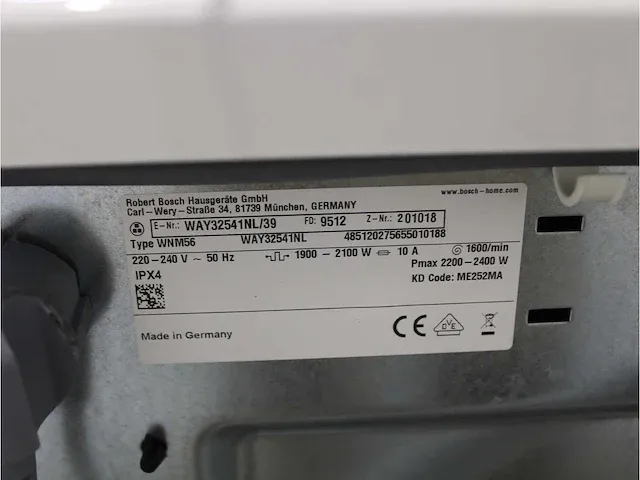 Robert Bosch Hausgeräte GmbH
www.bosch-home.com
Carl-Wery-Straße 34, 81739 München, GERMANY
E-Nr.: WAY32541NL/39 FD: 9512 Z-Nr.: 201018
Type WNM56 WAY32541NL 485120275655010188
220-240 V ~ 50 Hz 1900-2100 W 10 A 1600/min
IPX4 Pmax 2200-2400 W
KD Code: ME252MA
Made in Germany
CE
DVE